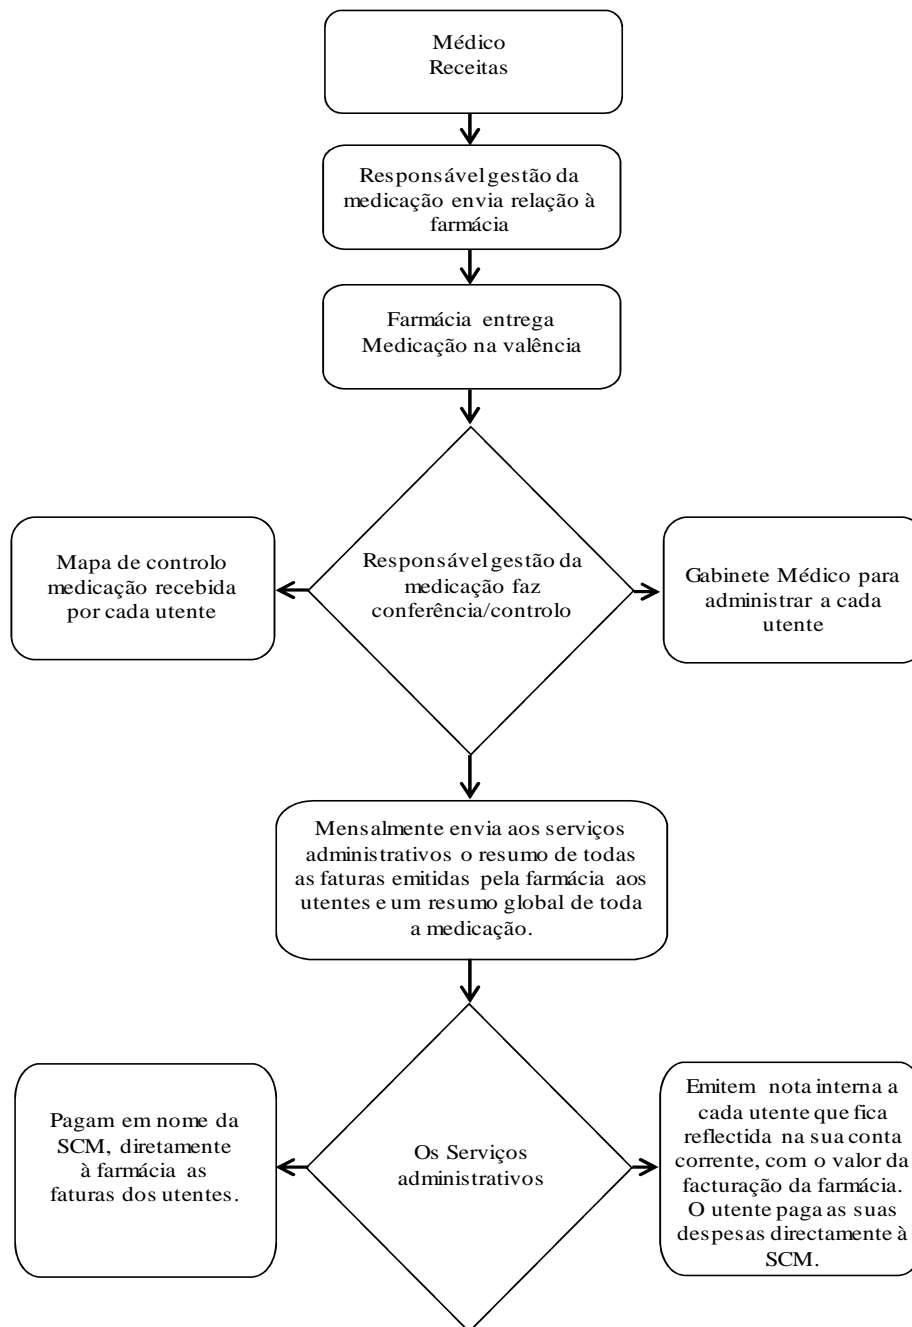 Médico
Receitas
Responsável gestão da
medicação envia relação à
farmácia
Farmácia entrega
Medicação na valência
Mapa de controlo
medicação recebida
por cada utente
Responsável gestão da
medicação faz
conferência/controlo
Gabinete Médico para
administrar a cada
utente
Mensalmente envia aos serviços
administrativos o resumo de todas
as faturas emitidas pela farmácia aos
utentes e um resumo global de toda
a medicação.
Pagam em nome da
SCM, diretamente
à farmácia as
faturas dos utentes.
Os Serviços
administrativos
Emitem nota interna a
cada utente que fica
reflectida na sua conta
corrente, com o valor da
facturação da farmácia.
O utente paga as suas
despesas directamente à
SCM.